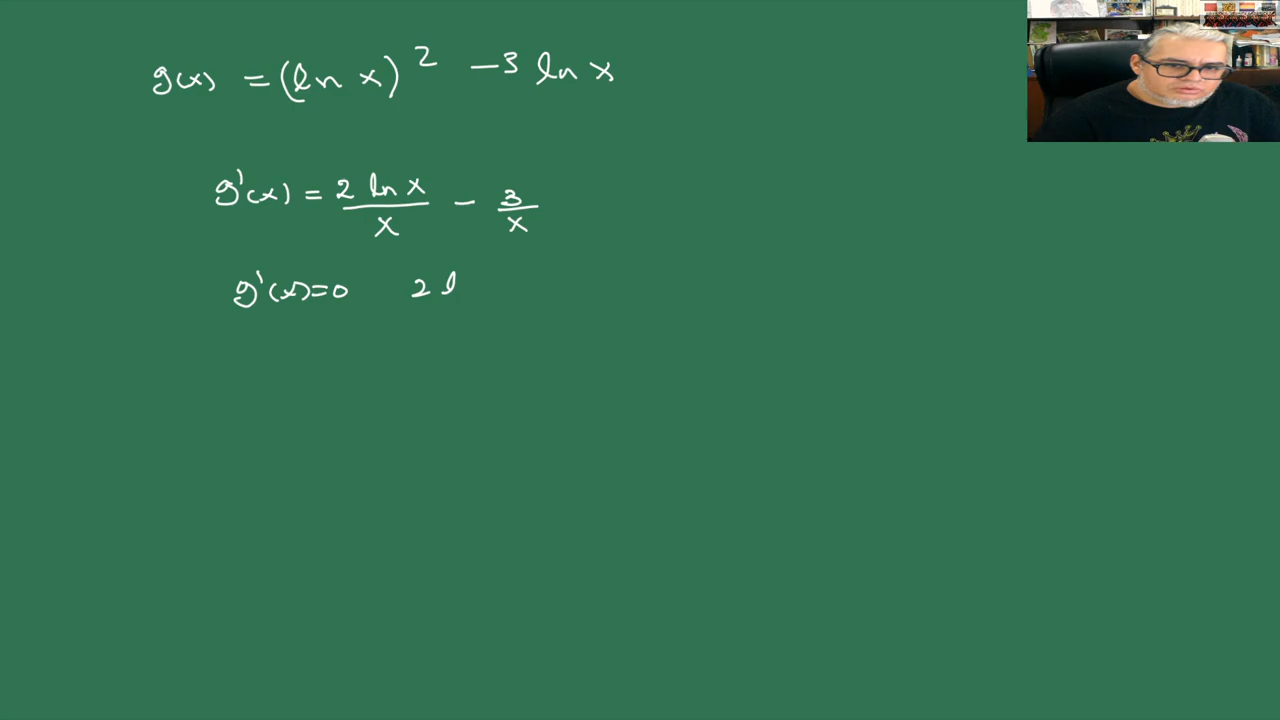 g(x) = (ln x)² - 3 ln x
g'(x) = 2 ln x / x - 3 / x
g'(x)=0 2 l